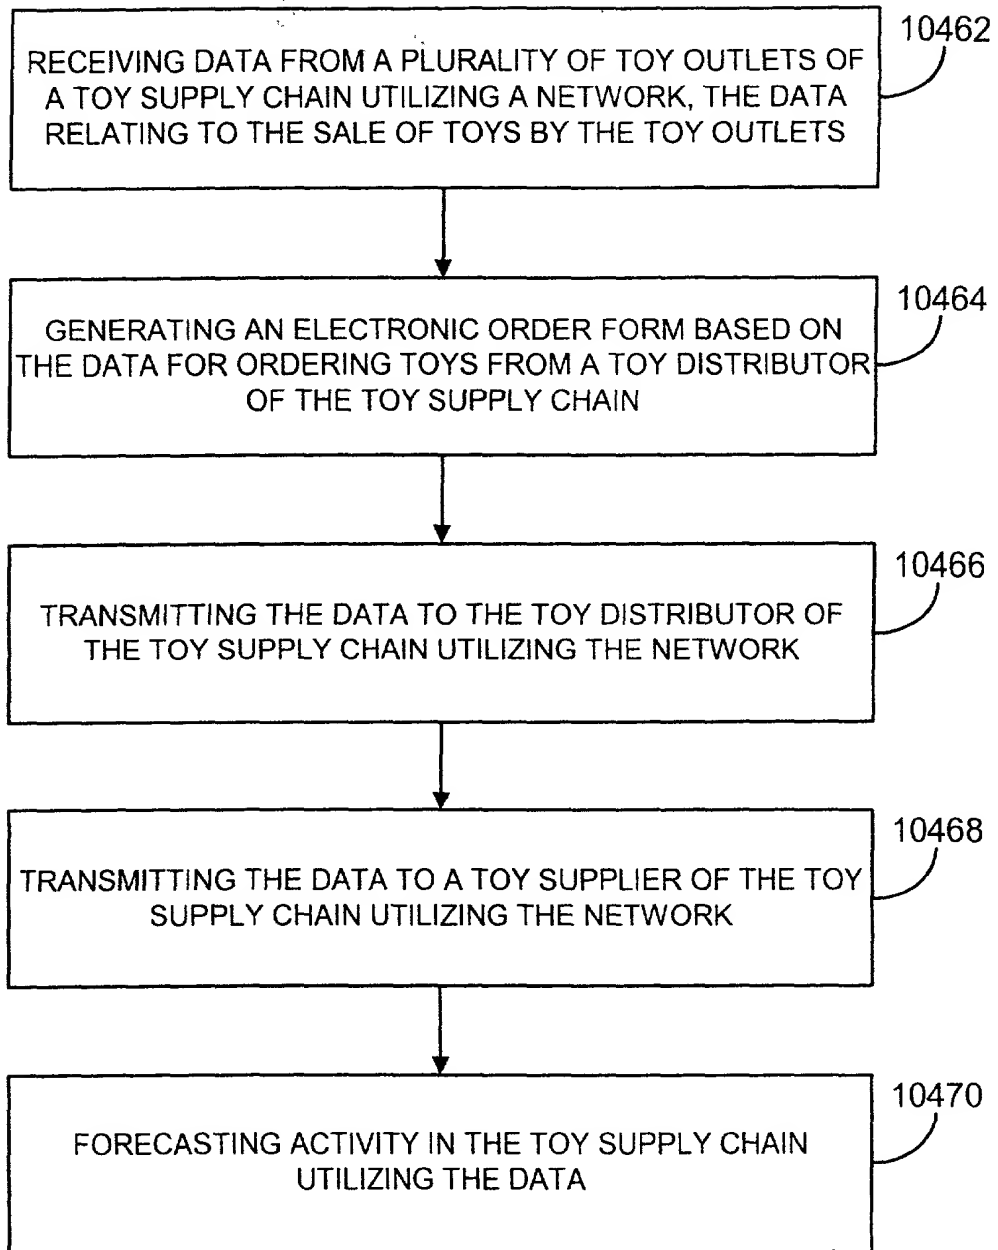 10462
RECEIVING DATA FROM A PLURALITY OF TOY OUTLETS OF
A TOY SUPPLY CHAIN UTILIZING A NETWORK, THE DATA
RELATING TO THE SALE OF TOYS BY THE TOY OUTLETS
10464
GENERATING AN ELECTRONIC ORDER FORM BASED ON
THE DATA FOR ORDERING TOYS FROM A TOY DISTRIBUTOR
OF THE TOY SUPPLY CHAIN
10466
TRANSMITTING THE DATA TO THE TOY DISTRIBUTOR OF
THE TOY SUPPLY CHAIN UTILIZING THE NETWORK
10468
TRANSMITTING THE DATA TO A TOY SUPPLIER OF THE TOY
SUPPLY CHAIN UTILIZING THE NETWORK
10470
FORECASTING ACTIVITY IN THE TOY SUPPLY CHAIN
UTILIZING THE DATA